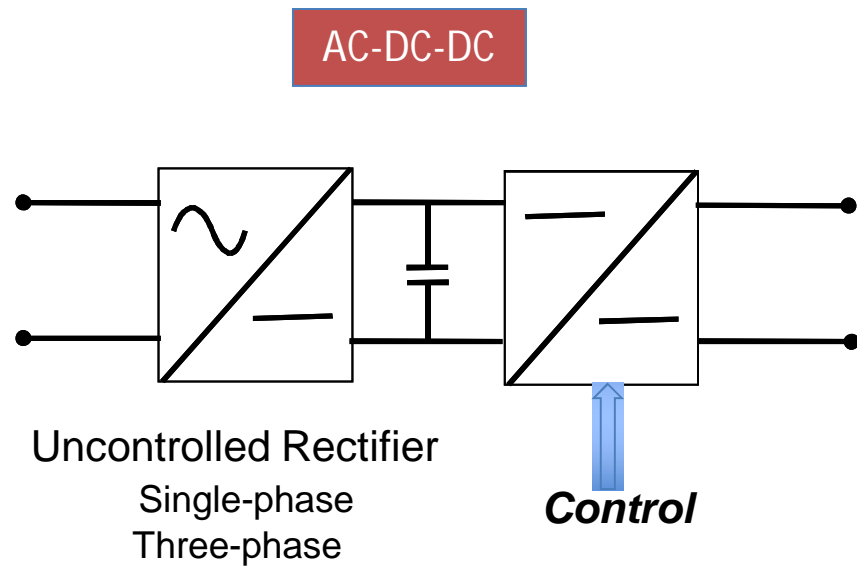 AC-DC-DC
Uncontrolled Rectifier
Single-phase
Three-phase
Control